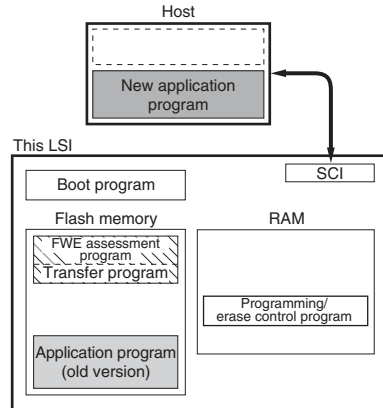 Host
New application
program
This LSI
SCI
Boot program
Flash memory
RAM
FWE assessment
program
Transfer program
Programming/
erase control program
Application program
(old version)